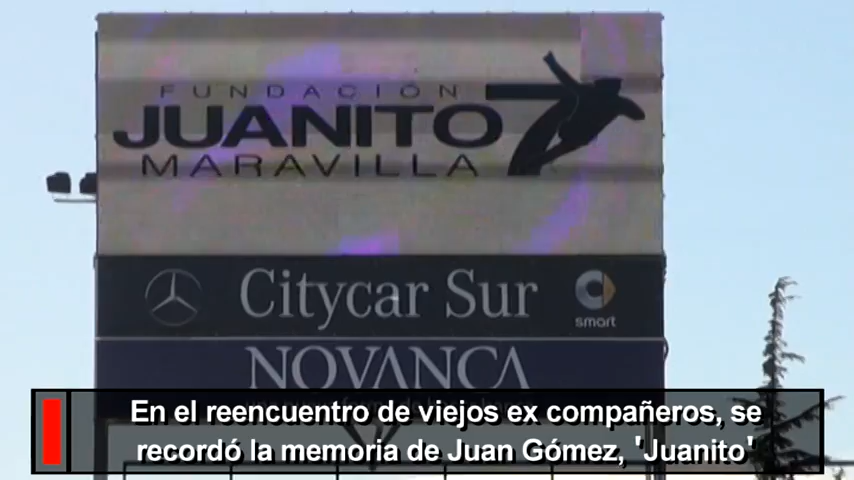 FUNDACIÓN
JUANITO 7
MARAVILLA
Citycar Sur
smart
NOVANCA
En el reencuentro de viejos ex compañeros, se
recordó la memoria de Juan Gómez, 'Juanito'